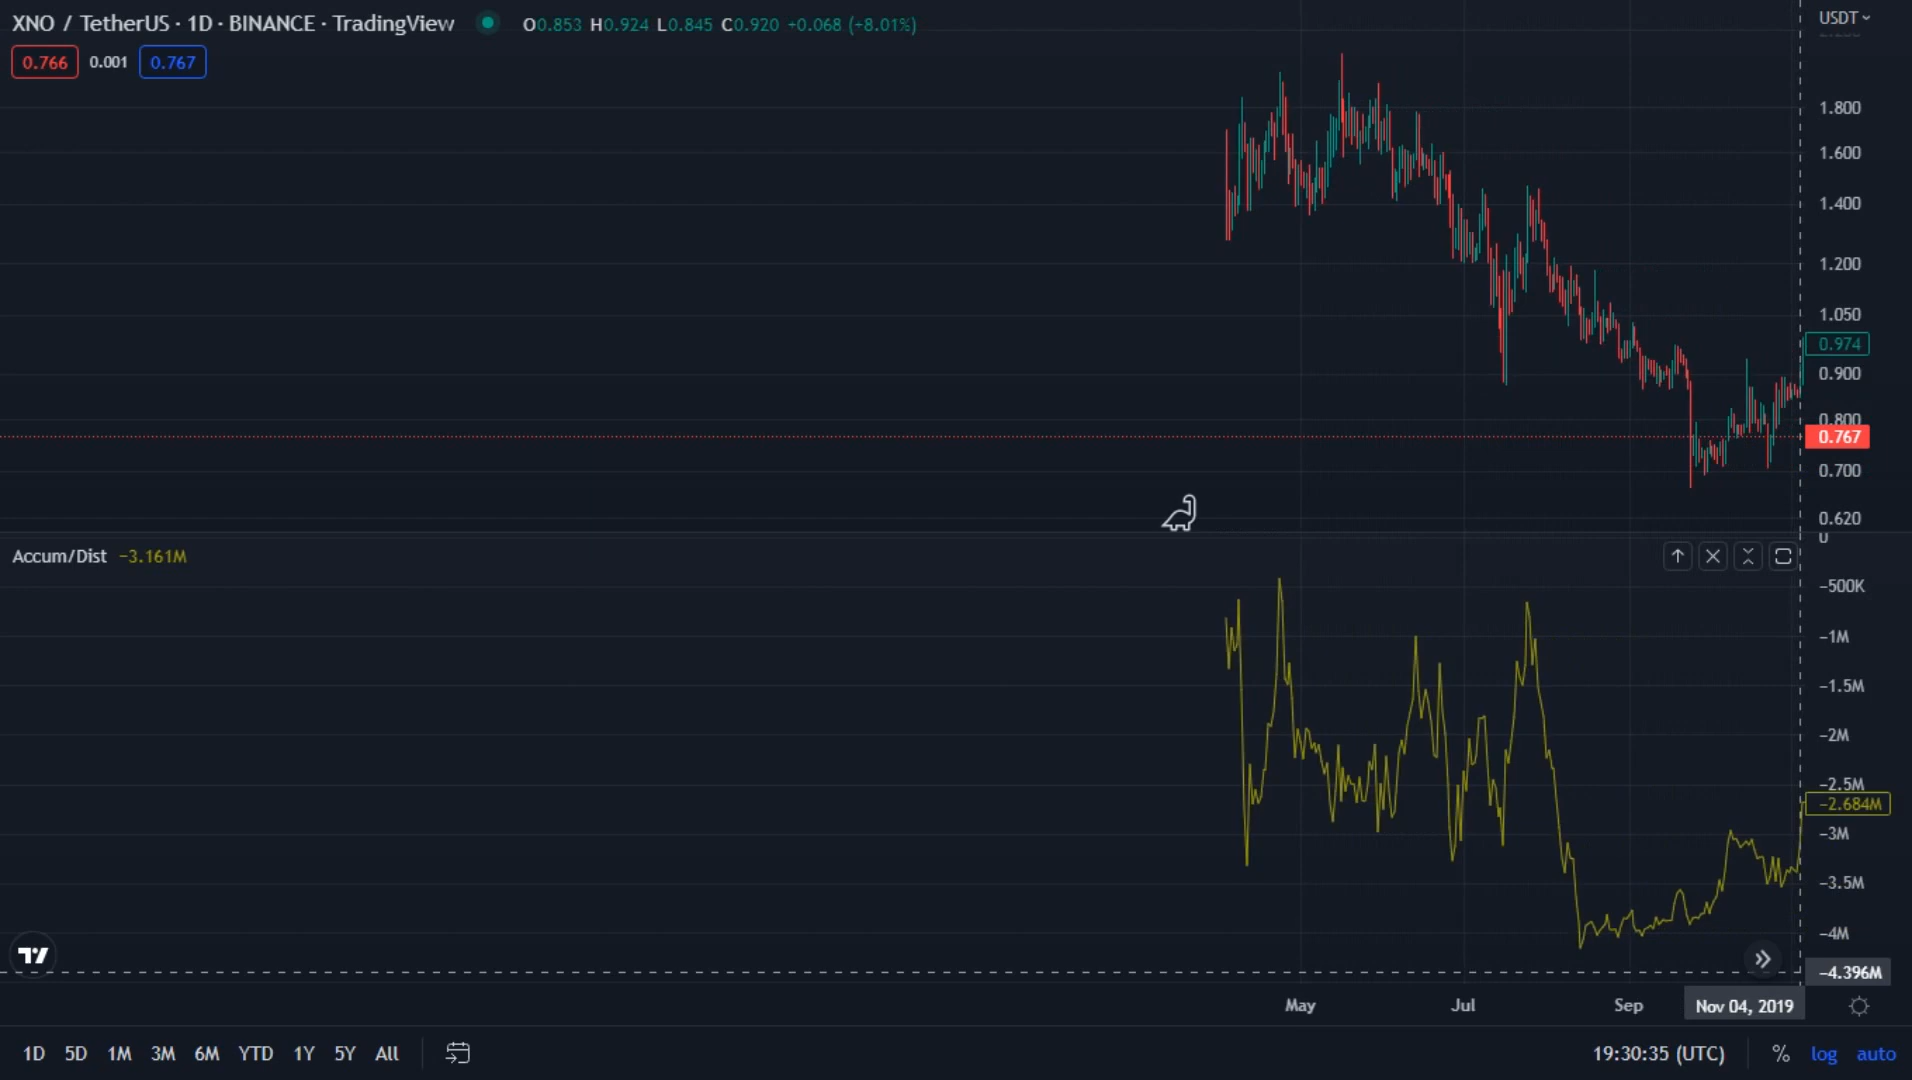 XNO / TetherUS · 1D · BINANCE · TradingView O0.853 H0.924 L0.845 C0.920 +0.068 (+8.01%)
USDT
0.766 0.001 0.767
1.800
1.600
1.400
1.200
1.050
0.974
0.900
0.800
0.767
0.700
0.620
Accum/Dist −3.161M
0
−500K
−1M
−1.5M
−2M
−2.5M
−2.684M
−3M
−3.5M
−4M
−4.396M
May Jul Sep Nov 04, 2019
1D 5D 1M 3M 6M YTD 1Y 5Y All 19:30:35 (UTC) % log auto